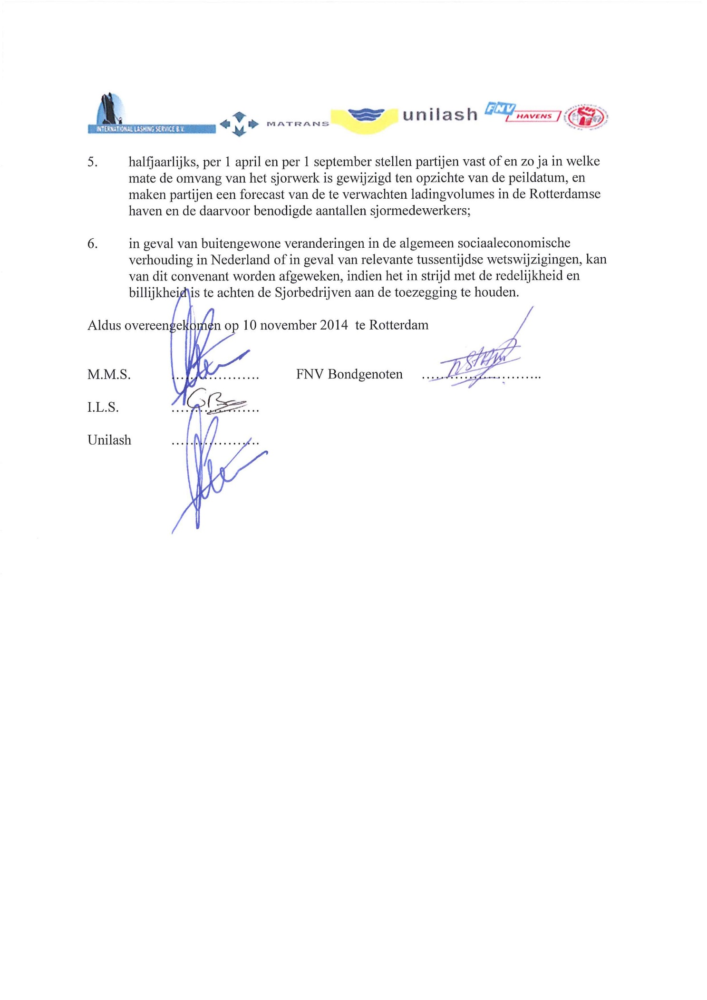 INTERNATIONAL LASHING SERVICE B.V.
M MATRANS
unilash
FNV HAVENS
5. halfjaarlijks, per 1 april en per 1 september stellen partijen vast of en zo ja in welke
mate de omvang van het sjorwerk is gewijzigd ten opzichte van de peildatum, en
maken partijen een forecast van de te verwachten ladingvolumes in de Rotterdamse
haven en de daarvoor benodigde aantallen sjormedewerkers;
6. in geval van buitengewone veranderingen in de algemeen sociaaleconomische
verhouding in Nederland of in geval van relevante tussentijdse wetswijzigingen, kan
van dit convenant worden afgeweken, indien het in strijd met de redelijkheid en
billijkheid is te achten de Sjorbedrijven aan de toezegging te houden.
Aldus overeengekomen op 10 november 2014 te Rotterdam
M.M.S. .................... FNV Bondgenoten ............................
I.L.S. ....................
Unilash ....................